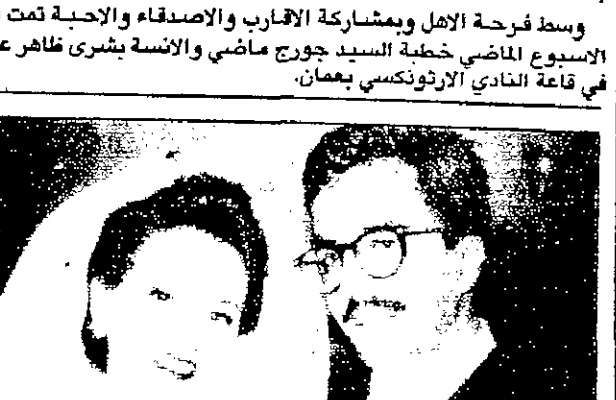 وسط فرحة الاهل وبمشاركة الاقارب والاصدقاء والاحبة تمت
الاسبوع الماضي خطبة السيد جورج ماضي والانسة بشرى ظاهر
في قاعة النادي الارثونكسي بعمان.